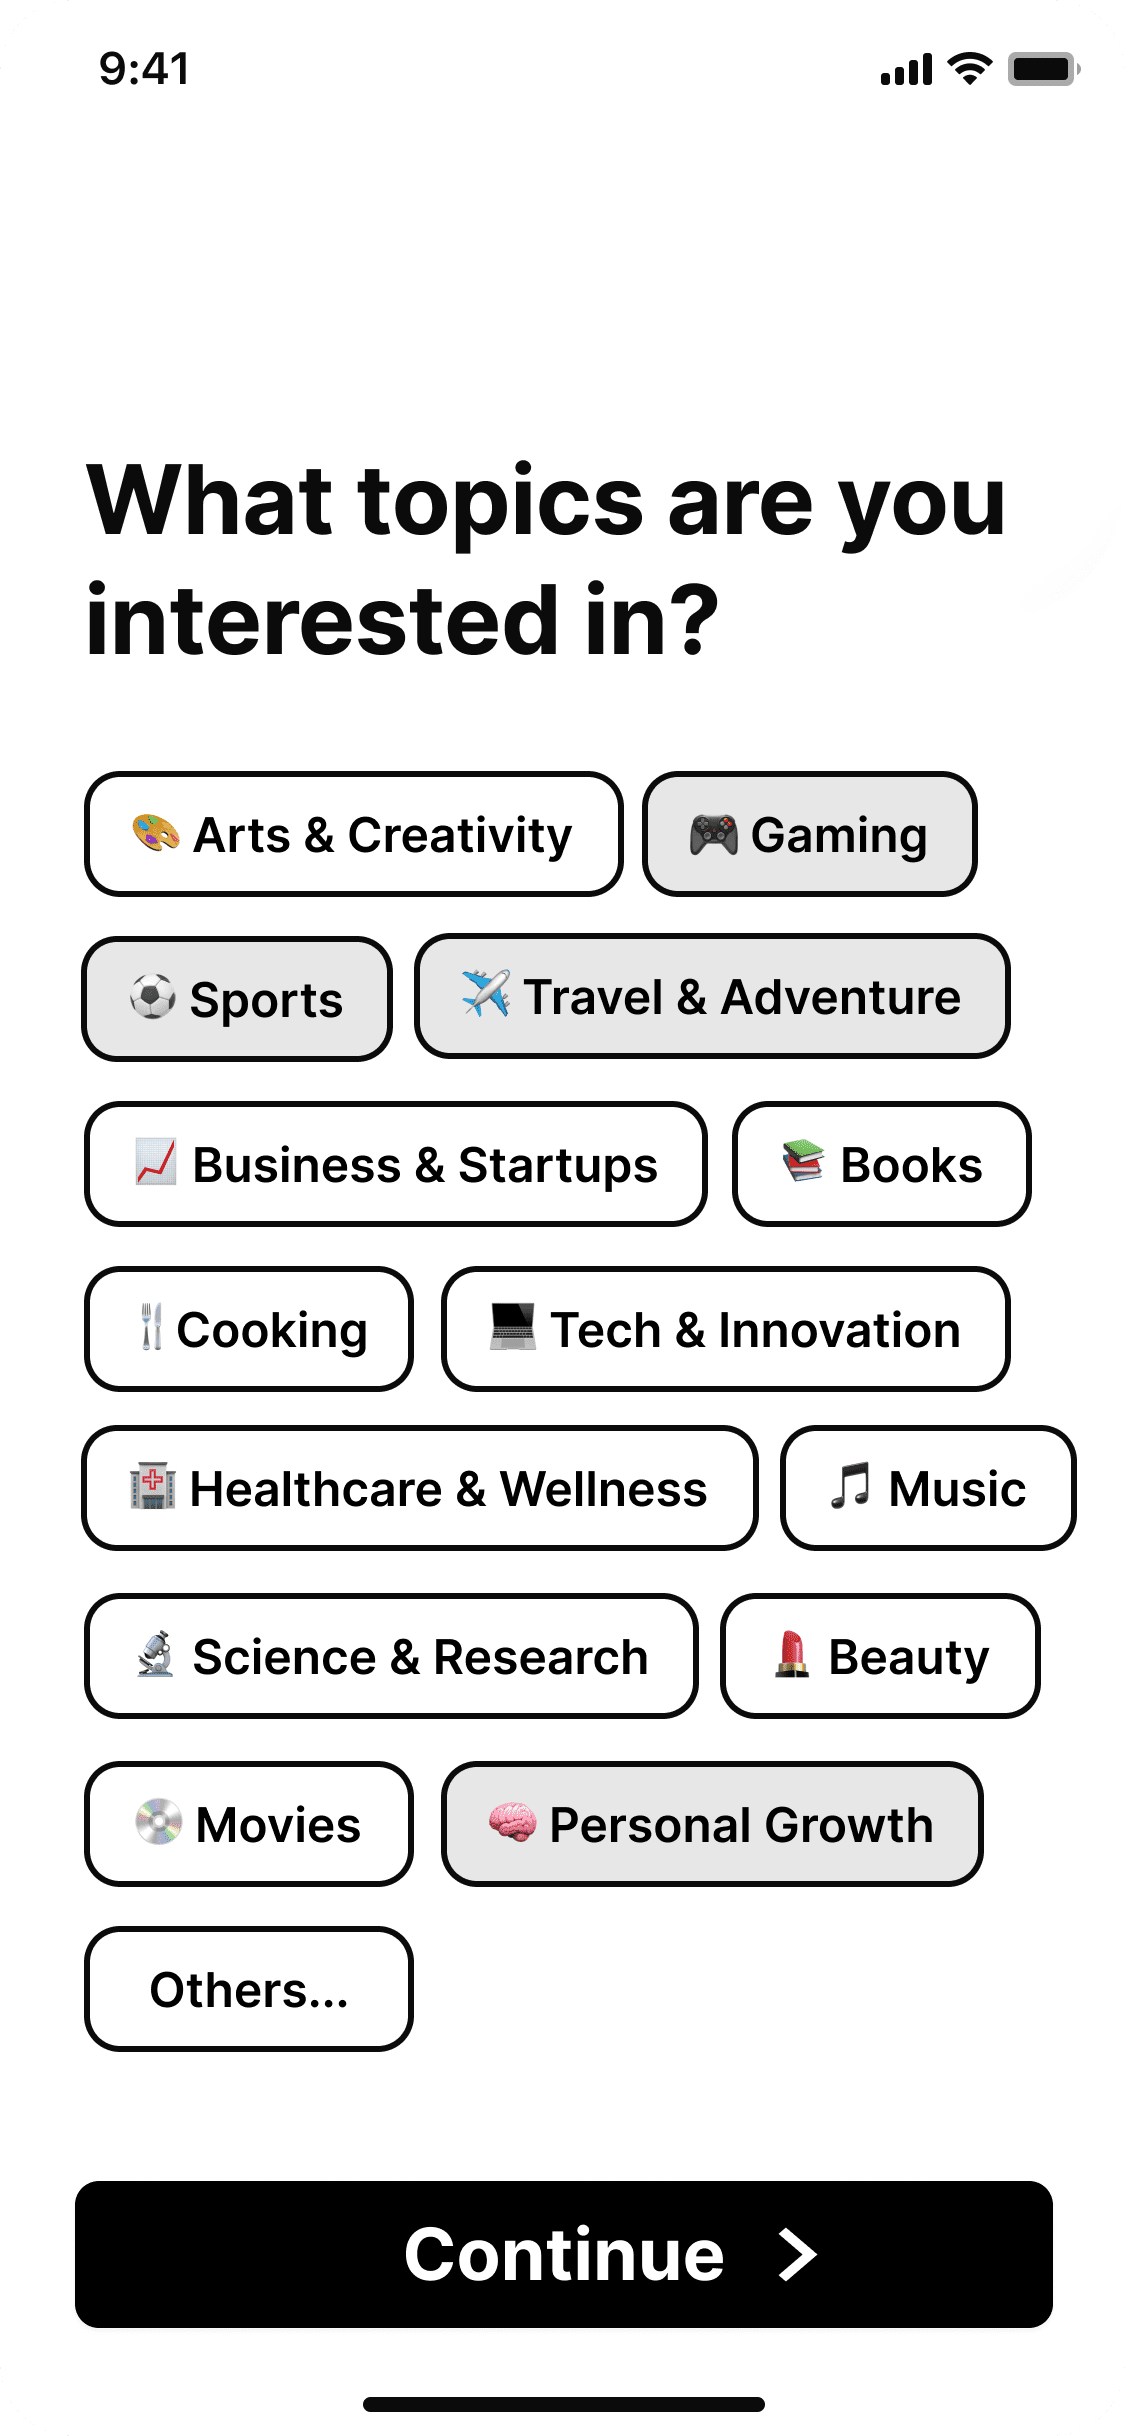 9:41
What topics are you
interested in?
Arts & Creativity
Gaming
Sports
Travel & Adventure
Business & Startups
Books
Cooking
Tech & Innovation
Healthcare & Wellness
Music
Science & Research
Beauty
Movies
Personal Growth
Others...
Continue